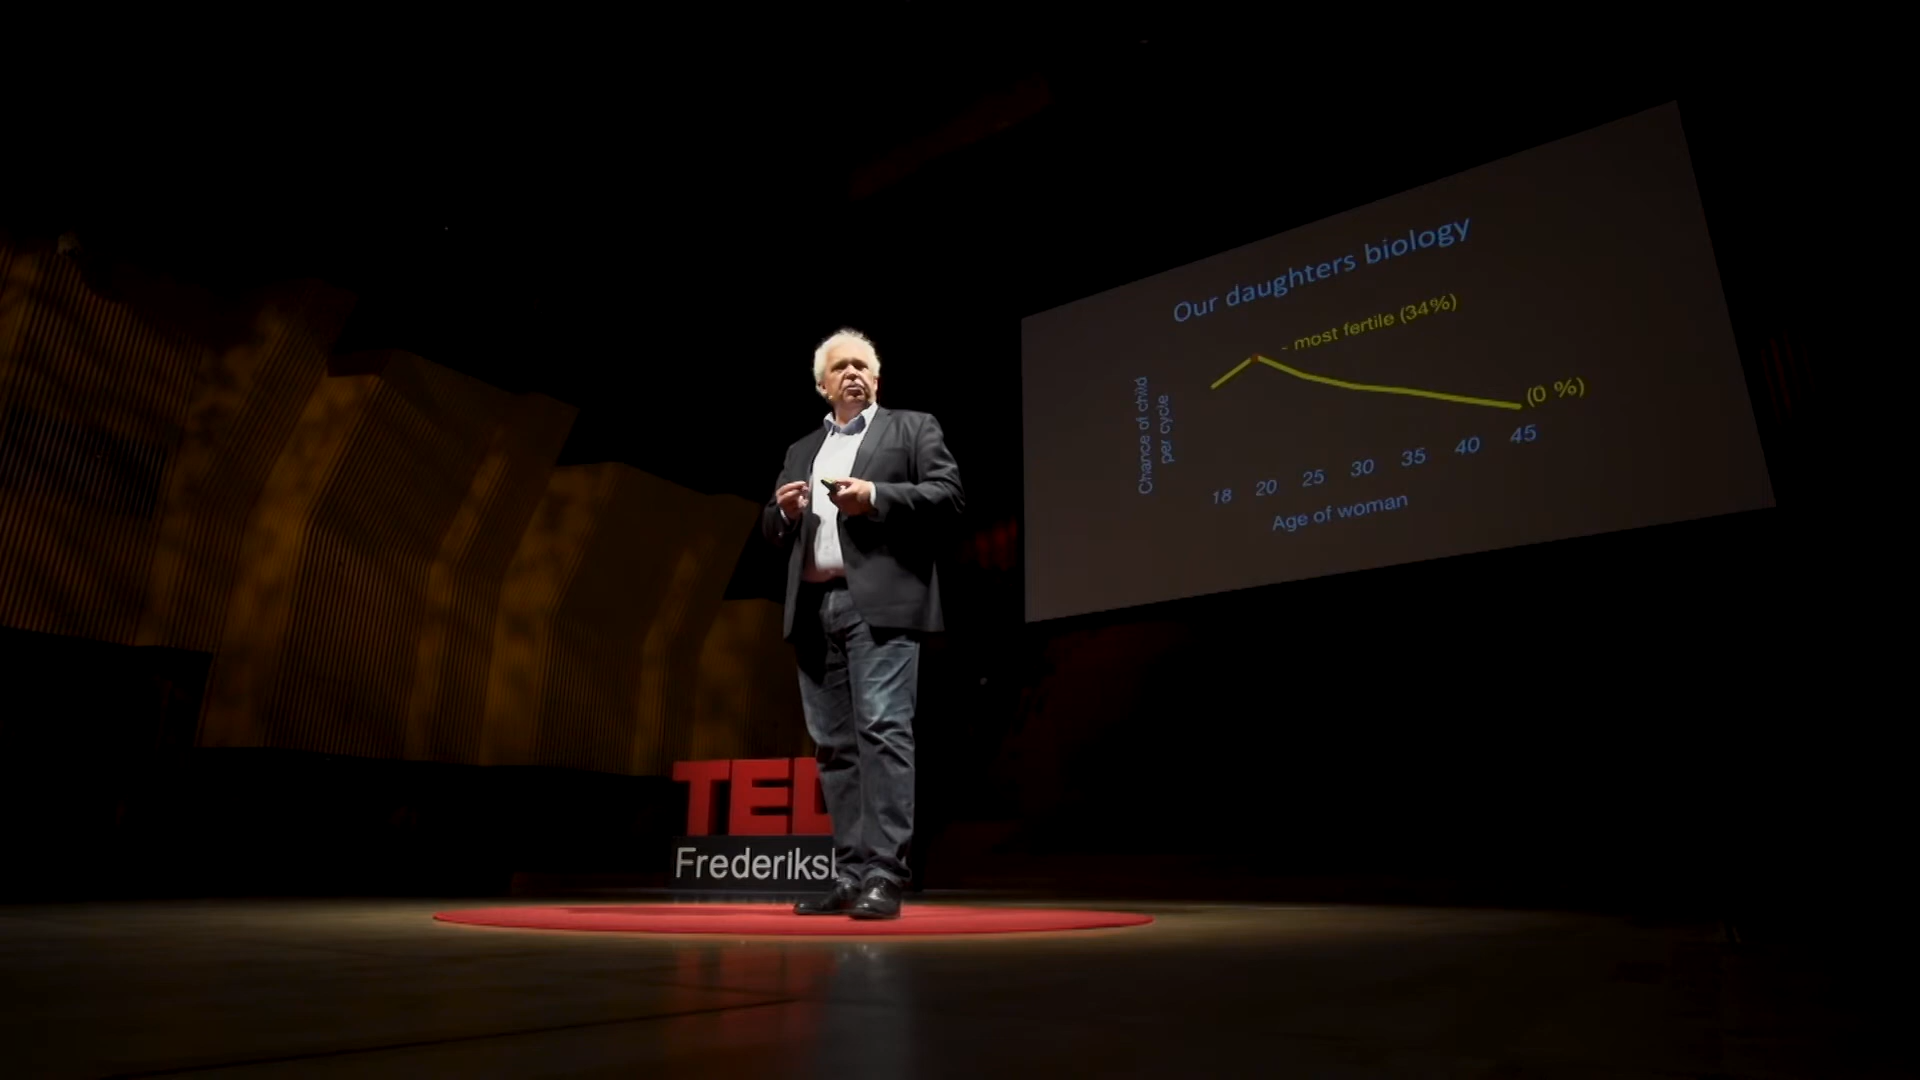 Our daughters biology
- most fertile (34%)
(0 %)
Chance of child
per cycle
18 20 25 30 35 40 45
Age of woman
TED
Frederiksb